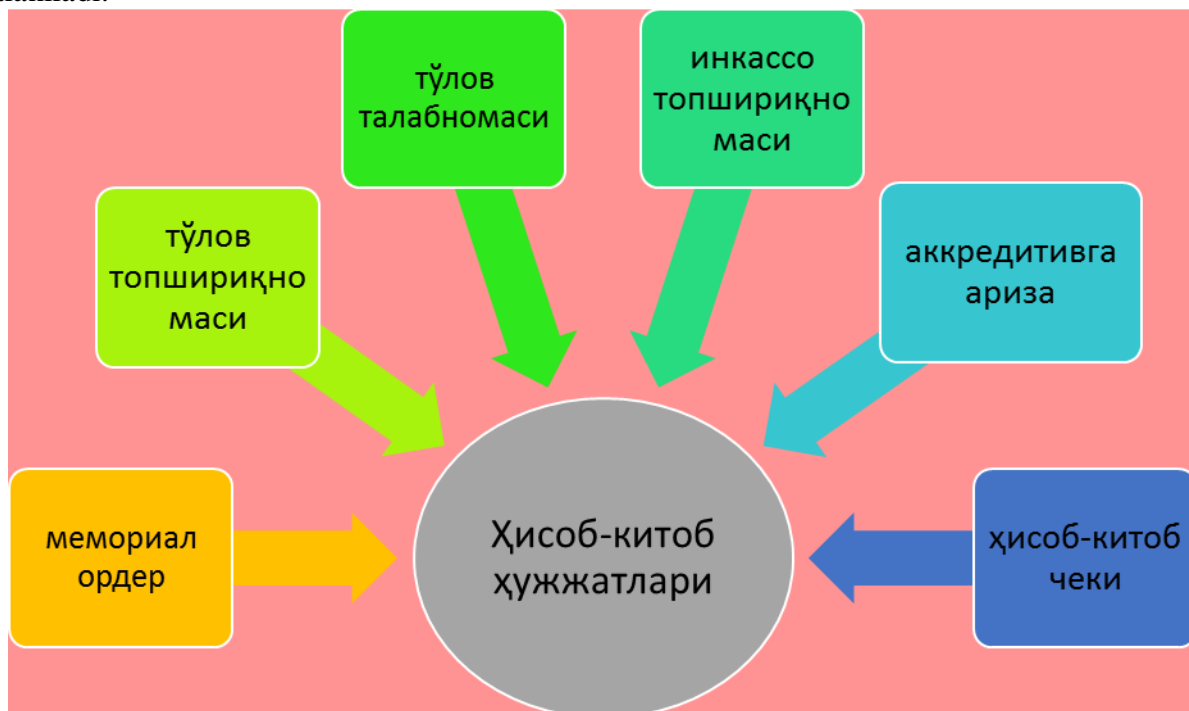 тўлов
талабномаси
инкассо
топшириқно
маси
тўлов
топшириқно
маси
аккредитивга
ариза
мемориал
ордер
Ҳисоб-китоб
ҳужжатлари
ҳисоб-китоб
чеки